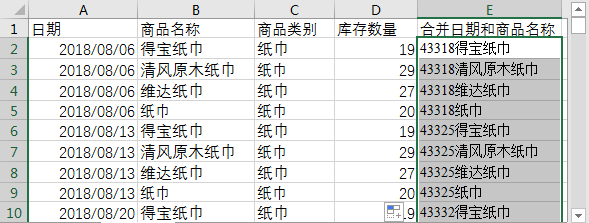 A B C D E
1 日期 商品名称 商品类别 库存数量 合并日期和商品名称
2 2018/08/06 得宝纸巾 纸巾 19 43318得宝纸巾
3 2018/08/06 清风原木纸巾 纸巾 29 43318清风原木纸巾
4 2018/08/06 维达纸巾 纸巾 27 43318维达纸巾
5 2018/08/06 纸巾 纸巾 20 43318纸巾
6 2018/08/13 得宝纸巾 纸巾 19 43325得宝纸巾
7 2018/08/13 清风原木纸巾 纸巾 29 43325清风原木纸巾
8 2018/08/13 维达纸巾 纸巾 27 43325维达纸巾
9 2018/08/13 纸巾 纸巾 20 43325纸巾
10 2018/08/20 得宝纸巾 纸巾 43332得宝纸巾